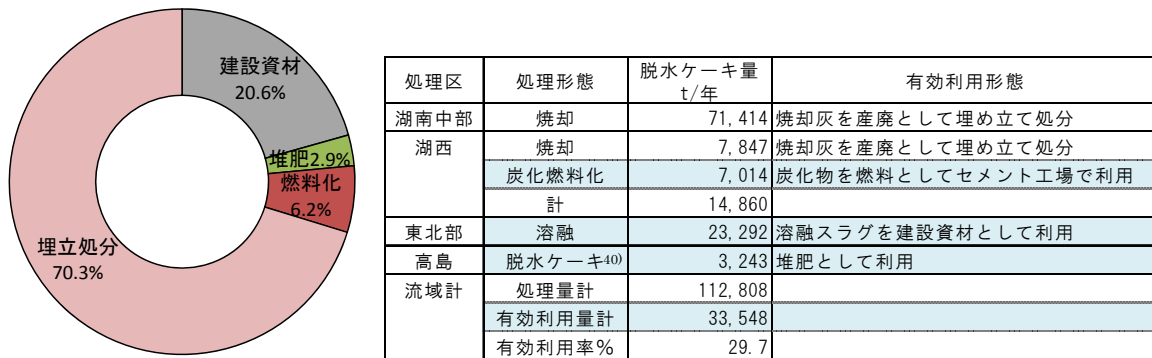 建設資材
20.6%
堆肥2.9%
燃料化
6.2%
埋立処分
70.3%
処理区 処理形態 脱水ケーキ量 t/年 有効利用形態
湖南中部 焼却 71,414 焼却灰を産廃として埋め立て処分
湖西 焼却 7,847 焼却灰を産廃として埋め立て処分
炭化燃料化 7,014 炭化物を燃料としてセメント工場で利用
計 14,860
東北部 溶融 23,292 溶融スラグを建設資材として利用
高島 脱水ケーキ40) 3,243 堆肥として利用
流域計 処理量計 112,808
有効利用量計 33,548
有効利用率% 29.7